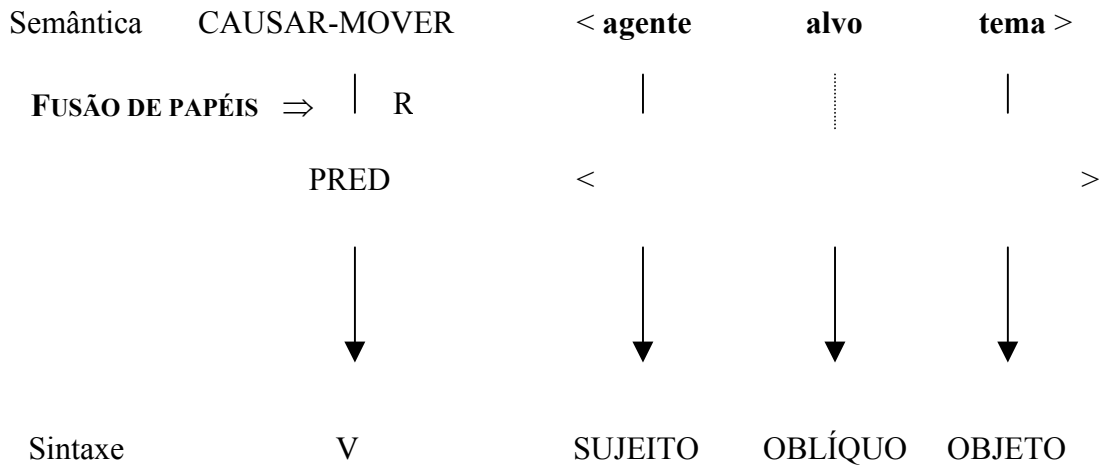 Semântica CAUSAR-MOVER < agente alvo tema >
FUSÃO DE PAPÉIS ⇒ R
PRED < >
Sintaxe V SUJEITO OBLÍQUO OBJETO